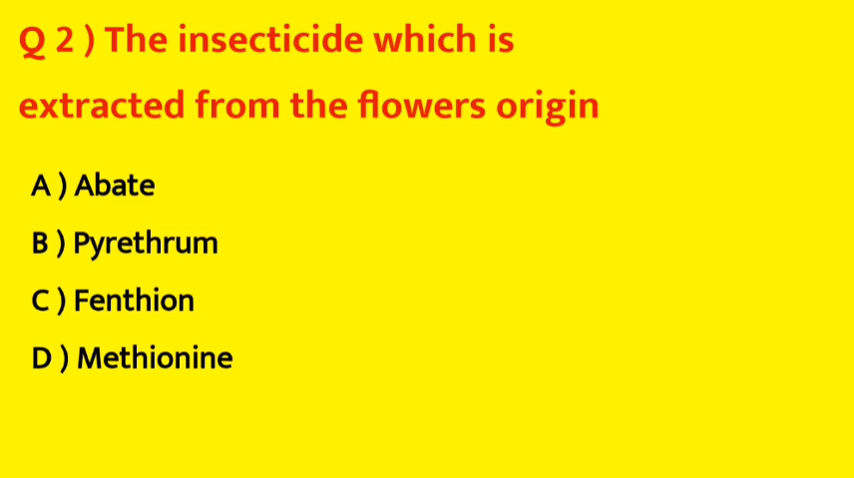 Q 2 ) The insecticide which is
extracted from the flowers origin
A ) Abate
B ) Pyrethrum
C ) Fenthion
D ) Methionine